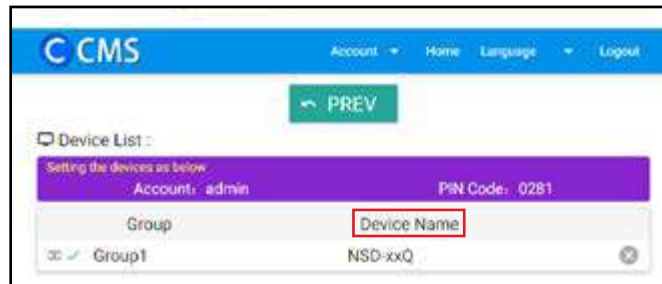 C CMS Account Home Language Logout
PREV
Device List :
Setting the devices as below
Account: admin PIN Code: 0281
Group Device Name
Group1 NSD-xxQ